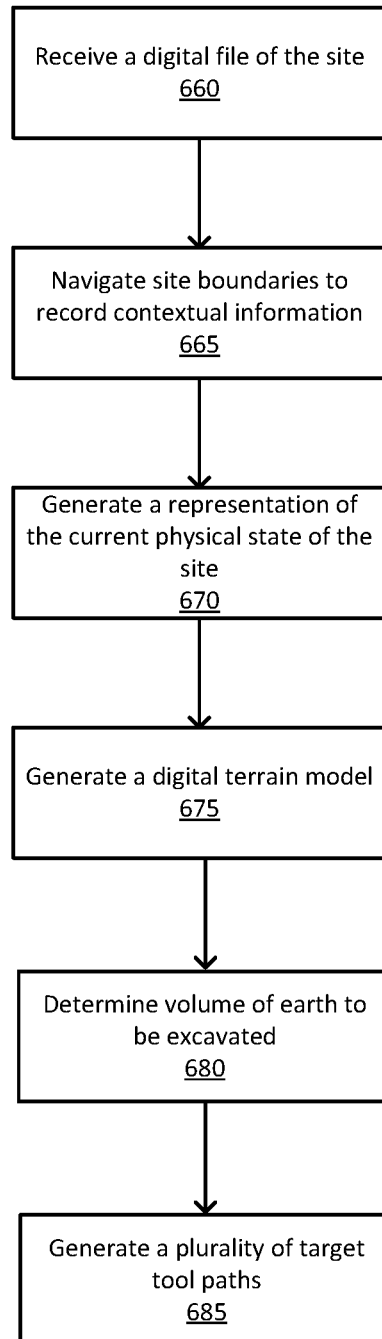 Receive a digital file of the site
660
Navigate site boundaries to
record contextual information
665
Generate a representation of
the current physical state of the
site
670
Generate a digital terrain model
675
Determine volume of earth to
be excavated
680
Generate a plurality of target
tool paths
685